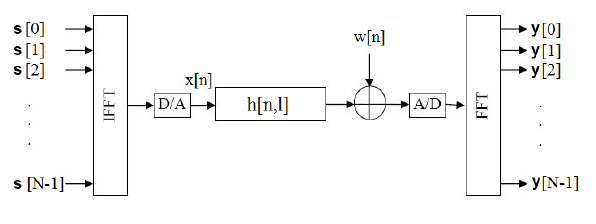 s [0]
s [1]
s [2]
.
.
.
s [N-1]
IFFT
D/A
x[n]
h[n,l]
w[n]
A/D
FFT
y[0]
y[1]
y[2]
.
.
.
y[N-1]